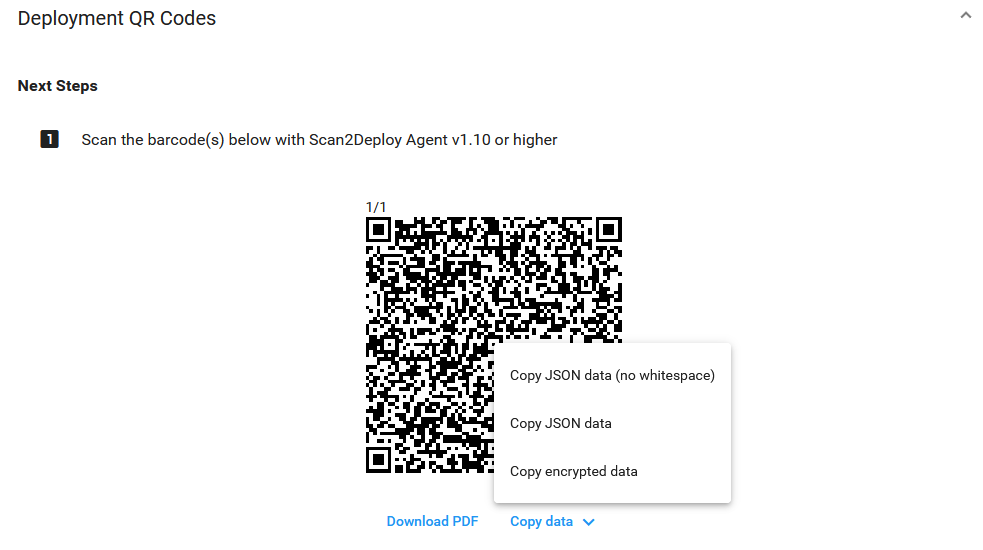 Deployment QR Codes
Next Steps
1 Scan the barcode(s) below with Scan2Deploy Agent v1.10 or higher
1/1
Copy JSON data (no whitespace)
Copy JSON data
Copy encrypted data
Download PDF Copy data